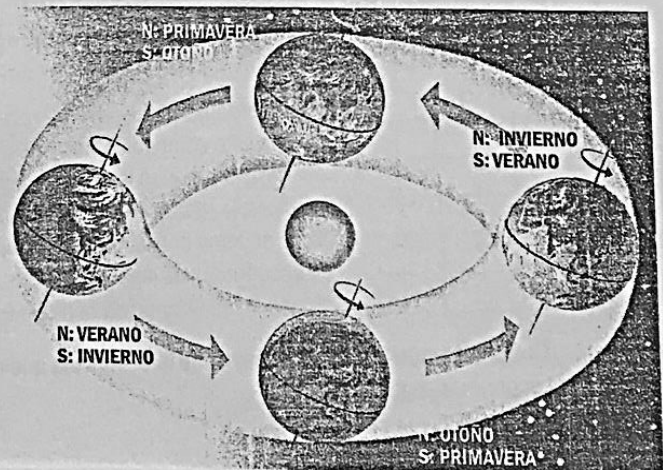 N: PRIMAVERA
S: OTOÑO
N: INVIERNO
S: VERANO
N: VERANO
S: INVIERNO
N: OTOÑO
S: PRIMAVERA